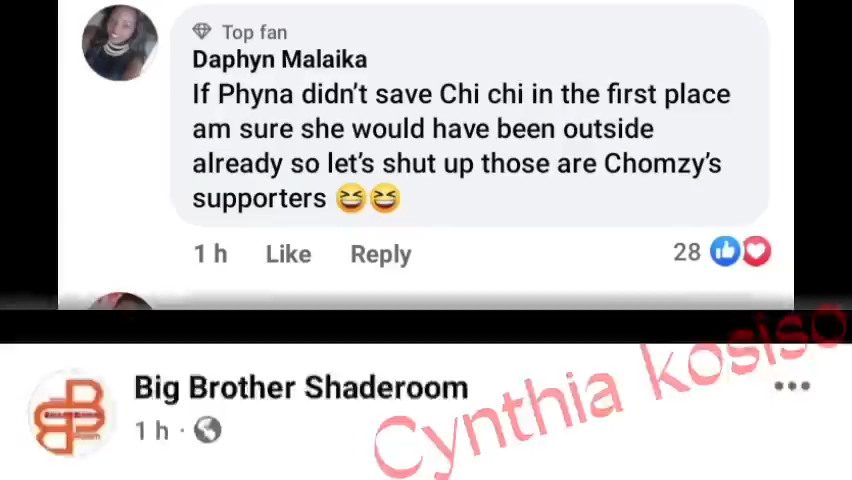 Top fan
Daphyn Malaika
If Phyna didn't save Chi chi in the first place
am sure she would have been outside
already so let's shut up those are Chomzy's
supporters 😆😆
1 h Like Reply 28
Big Brother Shaderoom
1 h ·
Cynthia kosiso